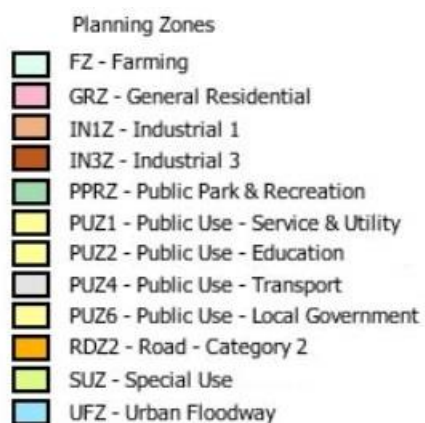 Planning Zones
FZ - Farming
GRZ - General Residential
IN1Z - Industrial 1
IN3Z - Industrial 3
PPRZ - Public Park & Recreation
PUZ1 - Public Use - Service & Utility
PUZ2 - Public Use - Education
PUZ4 - Public Use - Transport
PUZ6 - Public Use - Local Government
RDZ2 - Road - Category 2
SUZ - Special Use
UFZ - Urban Floodway